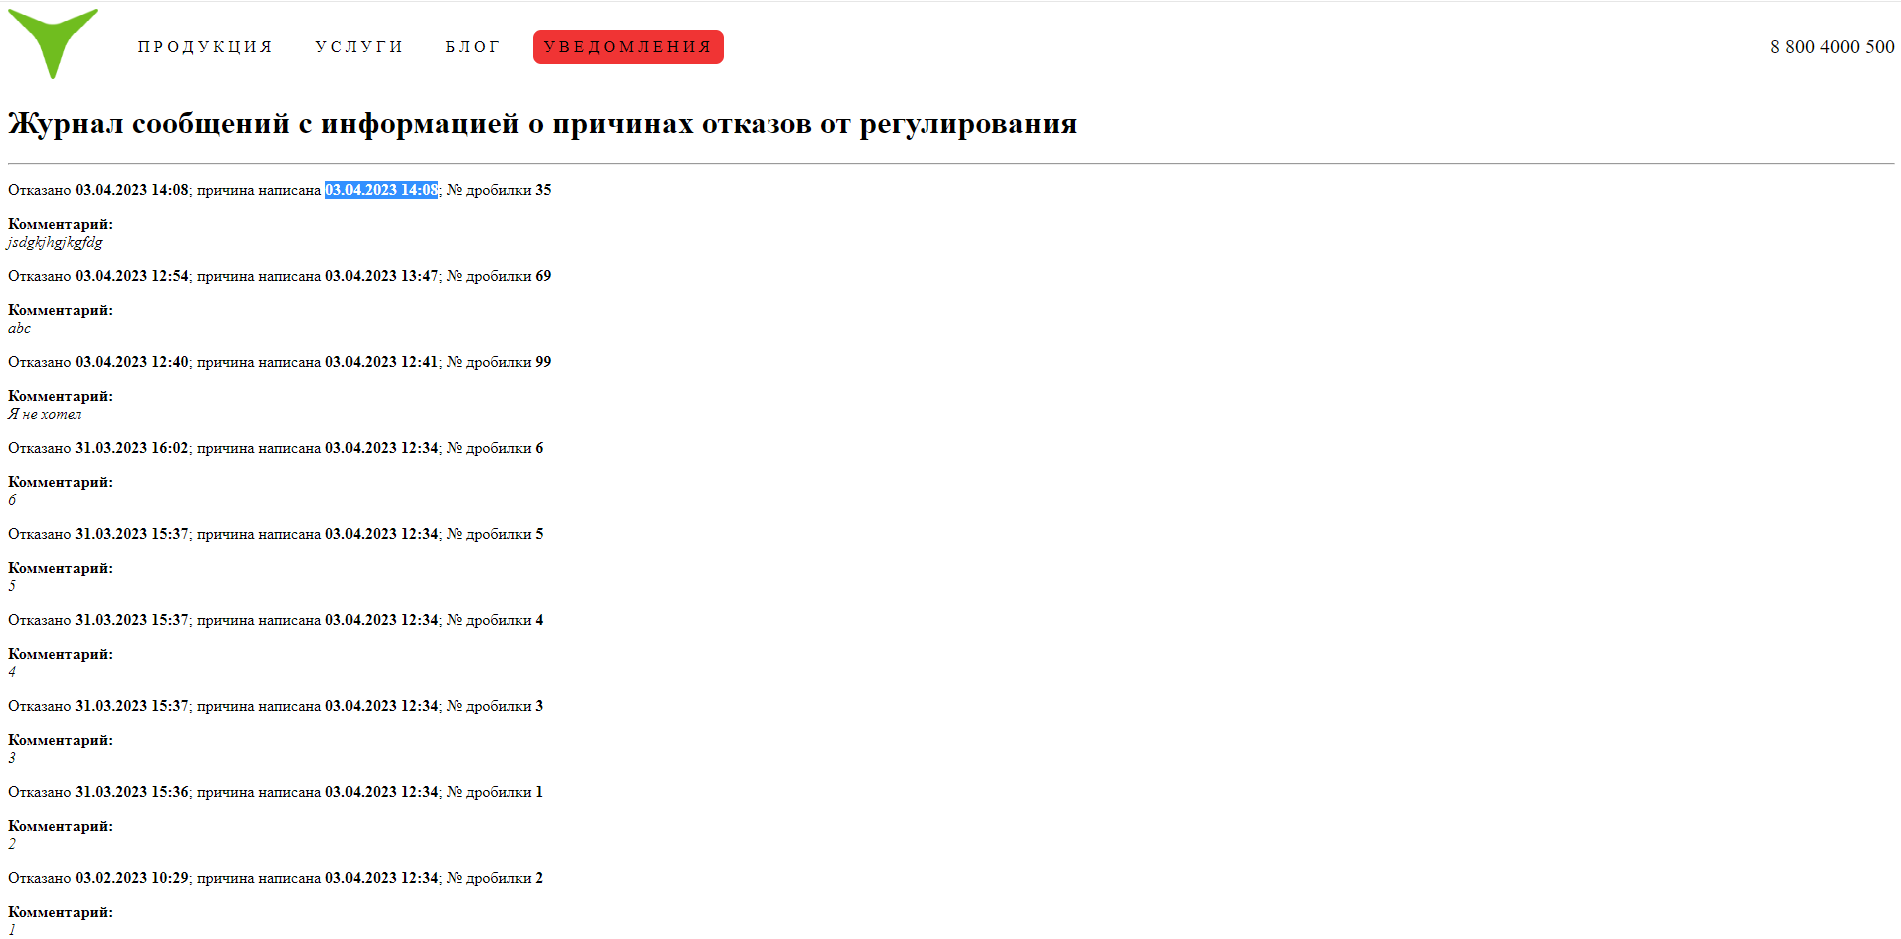 ПРОДУКЦИЯ УСЛУГИ БЛОГ УВЕДОМЛЕНИЯ 8 800 4000 500
Журнал сообщений с информацией о причинах отказов от регулирования
Отказано 03.04.2023 14:08; причина написана 03.04.2023 14:08; № дробилки 35
Комментарий:
jsdgkjhgjkgfdg
Отказано 03.04.2023 12:54; причина написана 03.04.2023 13:47; № дробилки 69
Комментарий:
abc
Отказано 03.04.2023 12:40; причина написана 03.04.2023 12:41; № дробилки 99
Комментарий:
Я не хотел
Отказано 31.03.2023 16:02; причина написана 03.04.2023 12:34; № дробилки 6
Комментарий:
6
Отказано 31.03.2023 15:37; причина написана 03.04.2023 12:34; № дробилки 5
Комментарий:
5
Отказано 31.03.2023 15:37; причина написана 03.04.2023 12:34; № дробилки 4
Комментарий:
4
Отказано 31.03.2023 15:37; причина написана 03.04.2023 12:34; № дробилки 3
Комментарий:
3
Отказано 31.03.2023 15:36; причина написана 03.04.2023 12:34; № дробилки 1
Комментарий:
2
Отказано 03.02.2023 10:29; причина написана 03.04.2023 12:34; № дробилки 2
Комментарий:
1